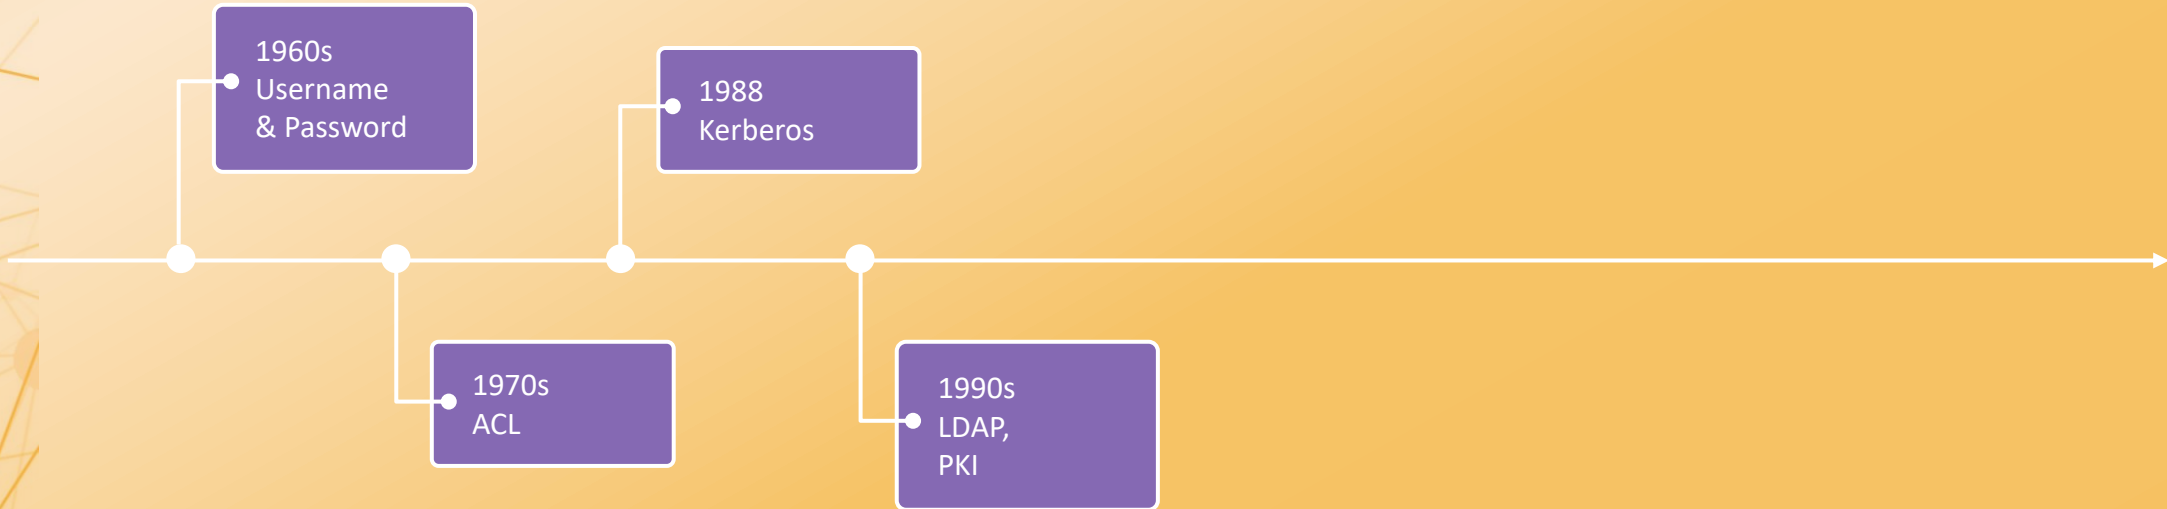 1960s
Username
& Password
1970s
ACL
1988
Kerberos
1990s
LDAP,
PKI